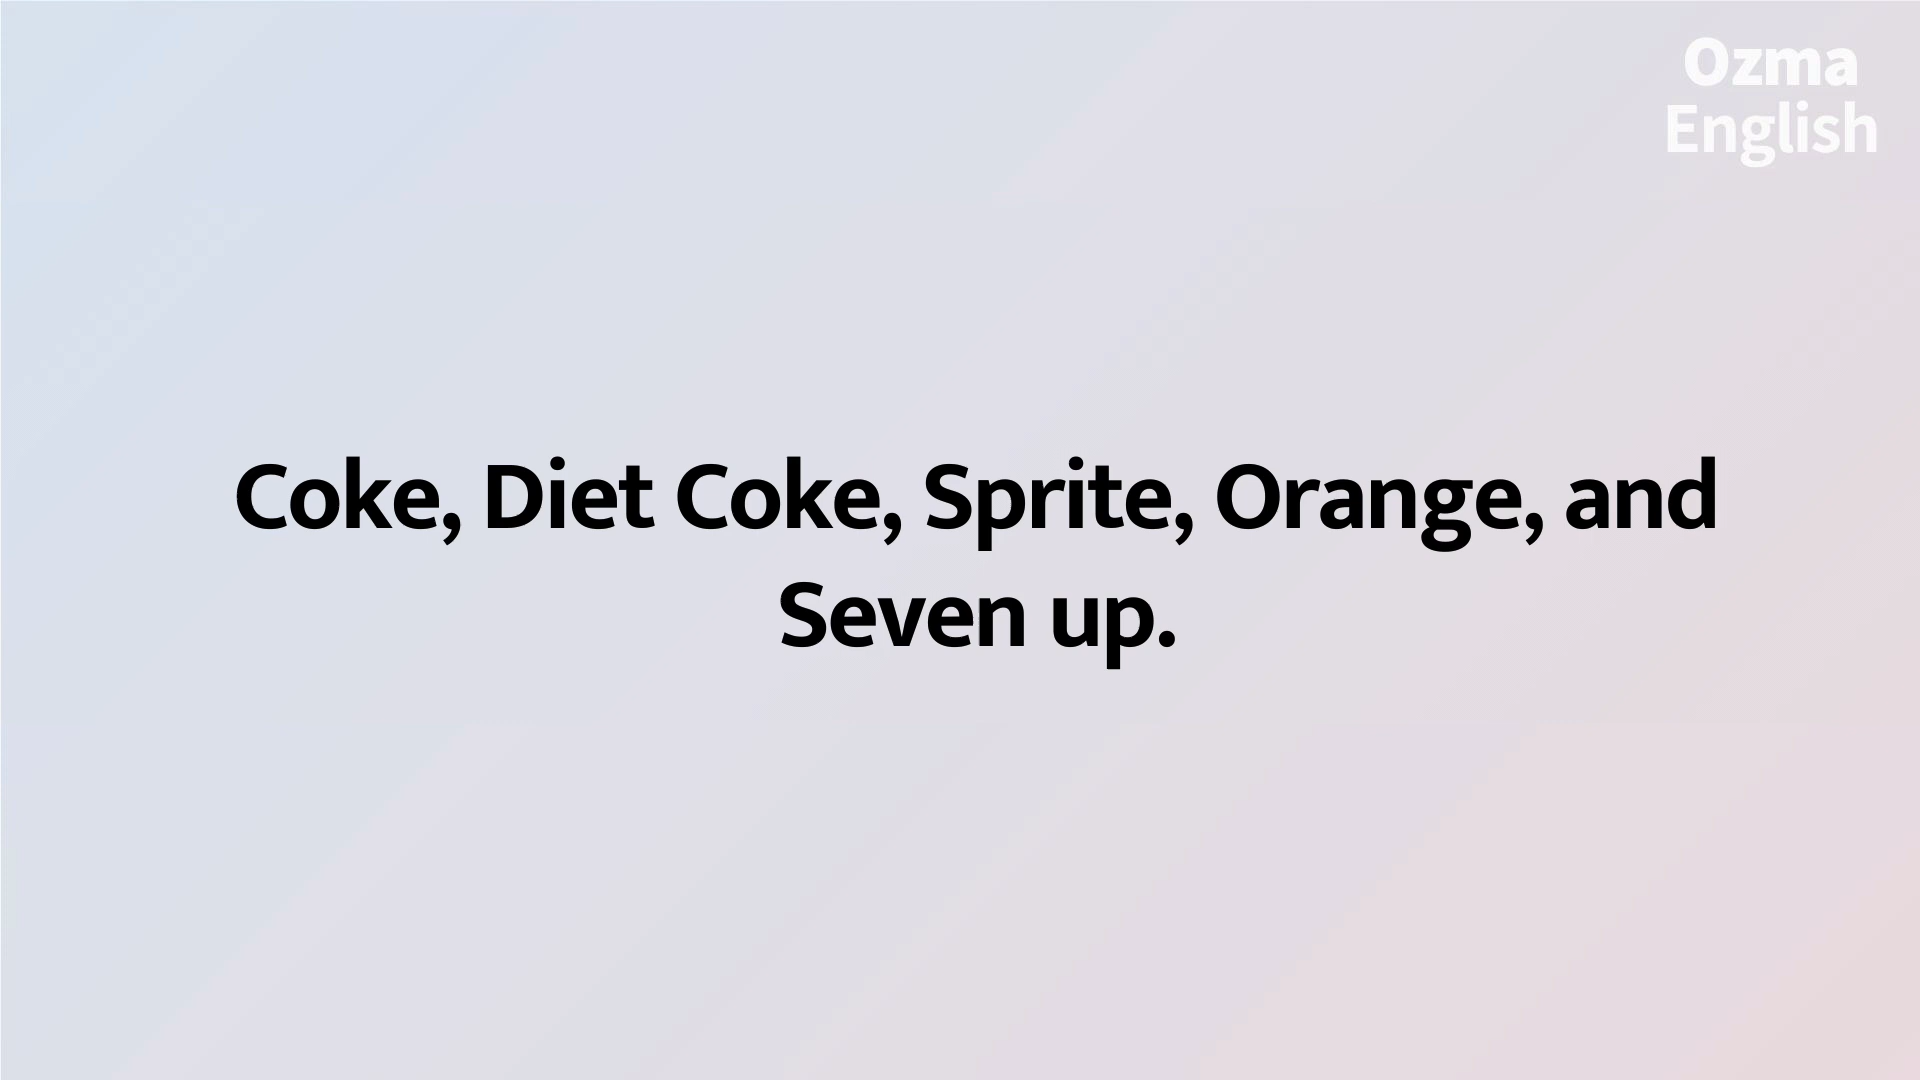 Ozma
English
Coke, Diet Coke, Sprite, Orange, and
Seven up.